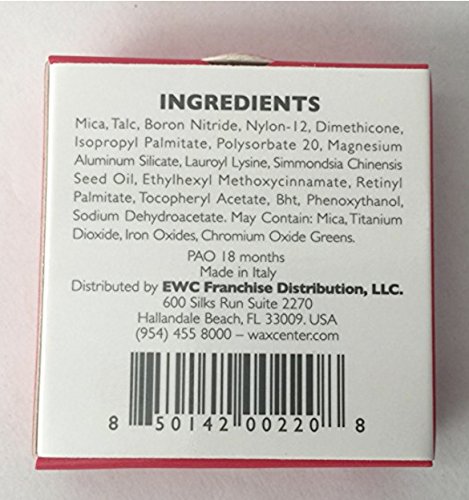 INGREDIENTS
Mica, Talc, Boron Nitride, Nylon-12, Dimethicone,
Isopropyl Palmitate, Polysorbate 20, Magnesium
Aluminum Silicate, Lauroyl Lysine, Simmondsia Chinensis
Seed Oil, Ethylhexyl Methoxycinnamate, Retinyl
Palmitate, Tocopheryl Acetate, Bht, Phenoxythanol,
Sodium Dehydroacetate. May Contain: Mica, Titanium
Dioxide, Iron Oxides, Chromium Oxide Greens.
PAO 18 months
Made in Italy
Distributed by EWC Franchise Distribution, LLC.
600 Silks Run Suite 2270
Hallandale Beach, FL 33009. USA
(954) 455 8000 – waxcenter.com
8 50142 00220 8